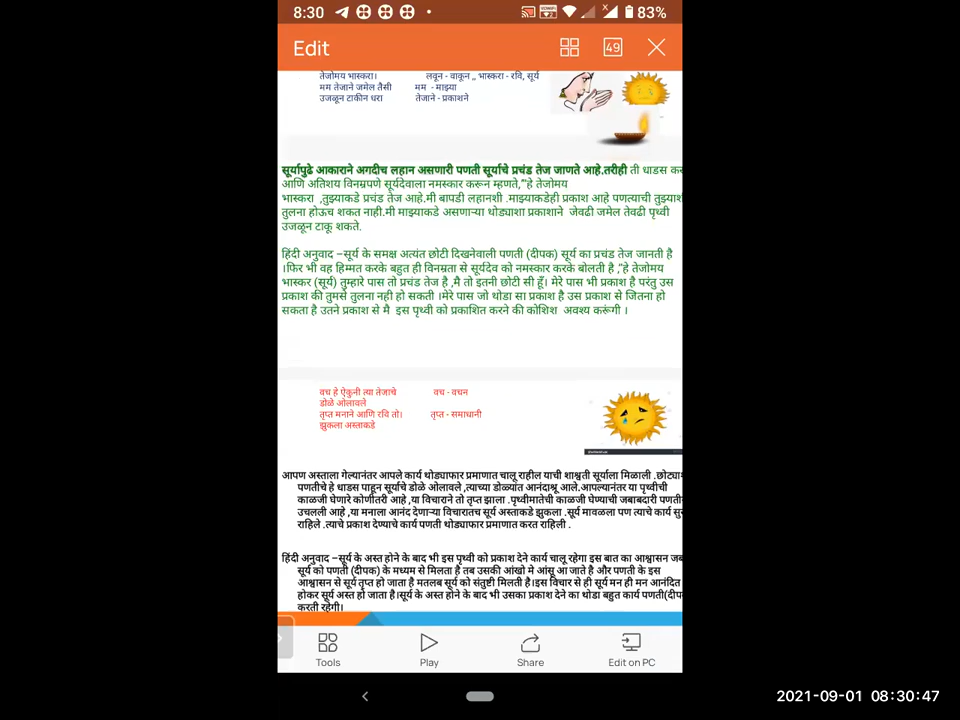 8:30 83%
Edit 49
तेजोमय भास्करा। लवून - वाकून ,, भास्करा - रवि, सूर्य
मम तेजाने जमेल तैसी मम - माझ्या
उजळून टाकीन धरा तेजाने - प्रकाशने
सूर्यापुढे आकाराने अगदीच लहान असणारी पणती सूर्याचे प्रचंड तेज जाणते आहे.तरीही ती धाडस
आणि अतिशय विनम्रपणे सूर्यदेवाला नमस्कार करून म्हणते,"हे तेजोमय
भास्करा ,तुझ्याकडे प्रचंड तेज आहे.मी बापडी लहानशी .माझ्याकडेही प्रकाश आहे पणत्याची
तुलना होऊच शकत नाही.मी माझ्याकडे असणाऱ्या थोड्याशा प्रकाशाने जेवढी जमेल तेवढी पृथ्वी
उजळून टाकू शकते.
हिंदी अनुवाद –सूर्य के समक्ष अत्यंत छोटी दिखनेवाली पणती (दीपक) सूर्य का प्रचंड तेज जानती है
।फिर भी वह हिम्मत करके बहुत ही विनम्रता से सूर्यदेव को नमस्कार करके बोलती है ,"हे तेजोमय
भास्कर (सूर्य) तुम्हारे पास तो प्रचंड तेज है ,मै तो इतनी छोटी सी हूँ। मेरे पास भी प्रकाश है परंतु उस
प्रकाश की तुमसे तुलना नही हो सकती ।मेरे पास जो थोडा सा प्रकाश है उस प्रकाश से जितना हो
सकता है उतने प्रकाश से मै इस पृथ्वी को प्रकाशित करने की कोशिश अवश्य करूंगी ।
वच हे ऐकुनी त्या तेजाचे वच - वचन
डोळे ओलावले
तृप्त मनाने आणि रवि तो। तृप्त - समाधानी
झुकला अस्ताकडे
आपण अस्ताला गेल्यानंतर आपले कार्य थोड्याफार प्रमाणात चालू राहील याची शाश्वती सूर्याला मिळाली
पणतीचे हे धाडस पाहून सूर्याचे डोळे ओलावले ,त्याच्या डोळ्यांत आनंदाश्रू आले.आपल्यानंतर या पृथ्वीची
काळजी घेणारे कोणीतरी आहे ,या विचाराने तो तृप्त झाला .पृथ्वीमातेची काळजी घेण्याची जबाबदारी
उचलली आहे ,या मनाला आनंद देणाऱ्या विचारातच सूर्य अस्ताकडे झुकला .सूर्य मावळला पण त्याचे कार्य
राहिले .त्याचे प्रकाश देण्याचे कार्य पणती थोड्याफार प्रमाणात करत राहिली .
हिंदी अनुवाद –सूर्य के अस्त होने के बाद भी इस पृथ्वी को प्रकाश देने कार्य चालू रहेगा इस बात का आश्वासन
सूर्य को पणती (दीपक) के मध्यम से मिलता है तब उसकी आंखो मे आंसू आ जाते है और पणती के इस
आश्वासन से सूर्य तृप्त हो जाता है मतलब सूर्य को संतुष्टी मिलती है।इस विचार से ही सूर्य मन ही मन आनंदित
होकर सूर्य अस्त हो जाता है।सूर्य के अस्त होने के बाद भी उसका प्रकाश देने का थोडा बहुत कार्य
करती रहेगी।
Tools Play Share Edit on PC
2021-09-01 08:30:47